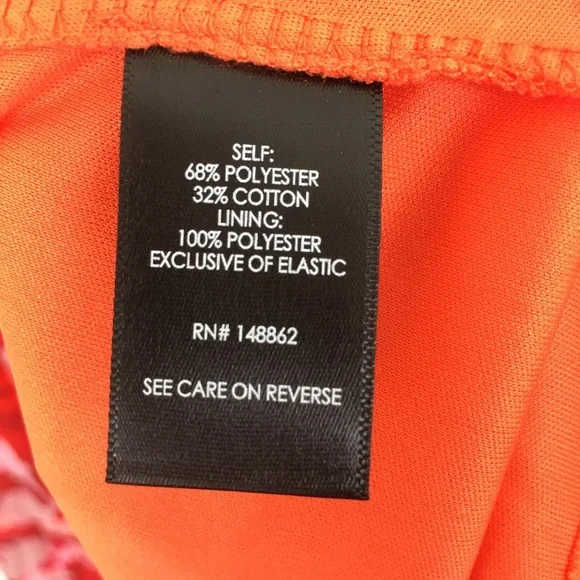 SELF:
68% POLYESTER
32% COTTON
LINING:
100% POLYESTER
EXCLUSIVE OF ELASTIC
RN# 148862
SEE CARE ON REVERSE